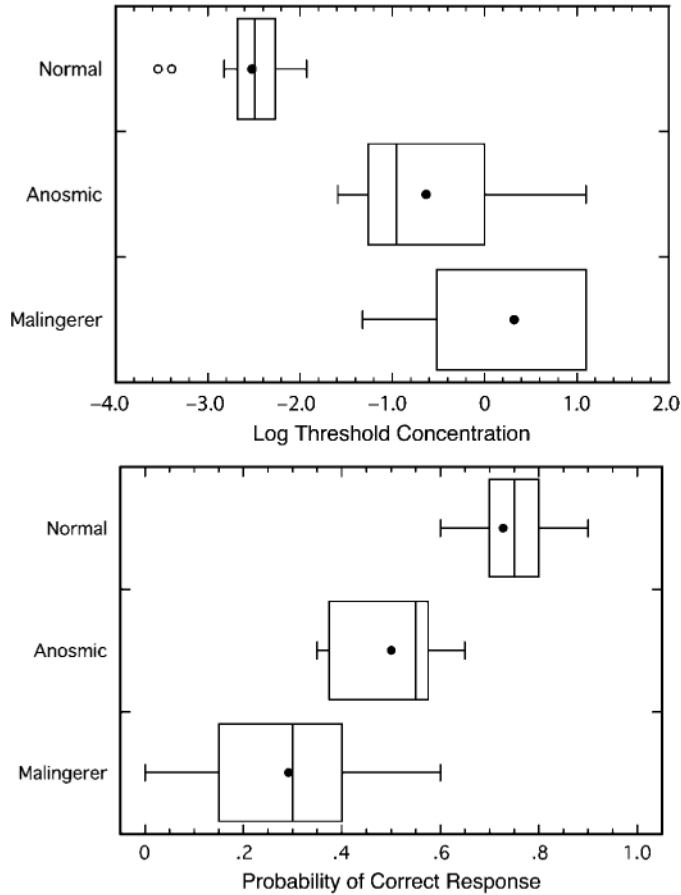 Normal
Anosmic
Malingerer
−4.0 −3.0 −2.0 −1.0 0 1.0 2.0
Log Threshold Concentration
Normal
Anosmic
Malingerer
0 .2 .4 .6 .8 1.0
Probability of Correct Response